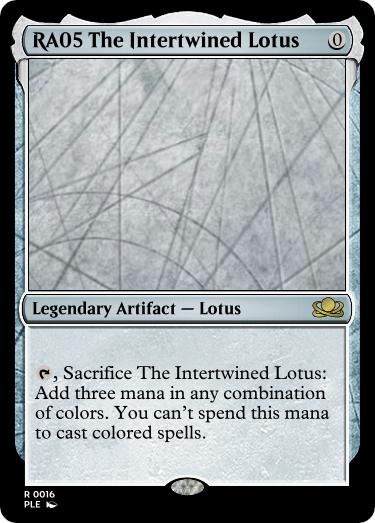 RA05 The Intertwined Lotus 0
Legendary Artifact — Lotus
, Sacrifice The Intertwined Lotus:
Add three mana in any combination
of colors. You can't spend this mana
to cast colored spells.
R 0016
PLE